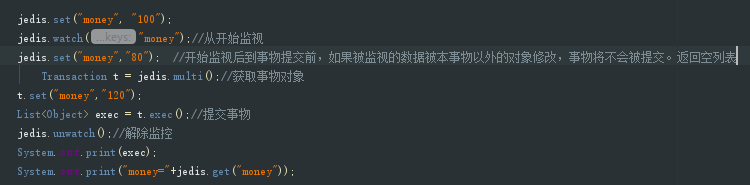 jedis.set("money", "100");
jedis.watch(...keys: "money");//从开始监视
jedis.set("money","80");  //开始监视后到事物提交前，如果被监视的数据被本事物以外的对象修改，事物将不会被提交。返回空列表
Transaction t = jedis.multi();//获取事物对象
t.set("money","120");
List<Object> exec = t.exec();//提交事物
jedis.unwatch();//解除监控
System.out.print(exec);
System.out.print("money="+jedis.get("money"));